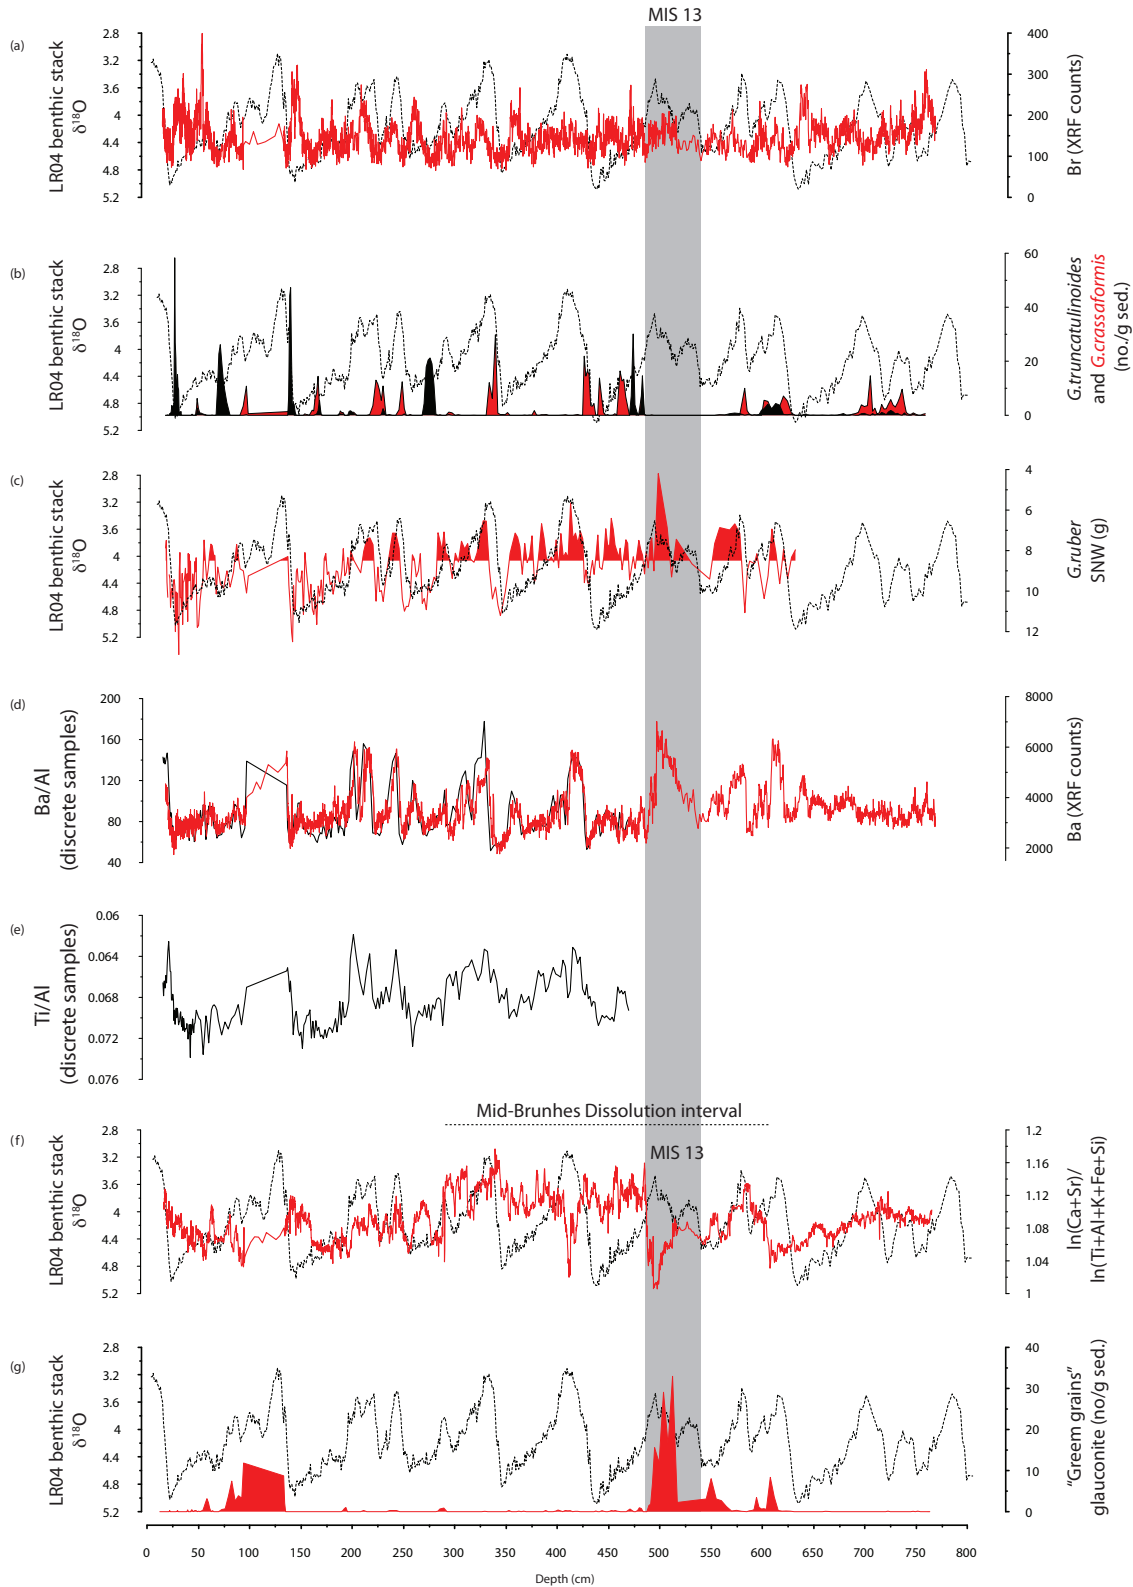 MIS 13
(a)
LR04 benthic stack
δ¹⁸O
2.8
3.2
3.6
4
4.4
4.8
5.2
400
300
200
100
0
Br (XRF counts)
(b)
LR04 benthic stack
δ¹⁸O
2.8
3.2
3.6
4
4.4
4.8
5.2
60
40
20
0
G.truncatulinoides
and G.crassaformis
(no./g sed.)
(c)
LR04 benthic stack
δ¹⁸O
2.8
3.2
3.6
4
4.4
4.8
5.2
4
6
8
10
12
G.ruber
SNW (g)
(d)
Ba/Al
(discrete samples)
200
160
120
80
40
8000
6000
4000
2000
Ba (XRF counts)
(e)
Ti/Al
(discrete samples)
0.06
0.064
0.068
0.072
0.076
Mid-Brunhes Dissolution interval
(f)
LR04 benthic stack
δ¹⁸O
2.8
3.2
3.6
4
4.4
4.8
5.2
MIS 13
1.2
1.16
1.12
1.08
1.04
1
ln(Ca+Sr)/
ln(Ti+Al+K+Fe+Si)
(g)
LR04 benthic stack
δ¹⁸O
2.8
3.2
3.6
4
4.4
4.8
5.2
40
30
20
10
0
"Greem grains"
glauconite (no/g sed.)
0 50 100 150 200 250 300 350 400 450 500 550 600 650 700 750 800
Depth (cm)